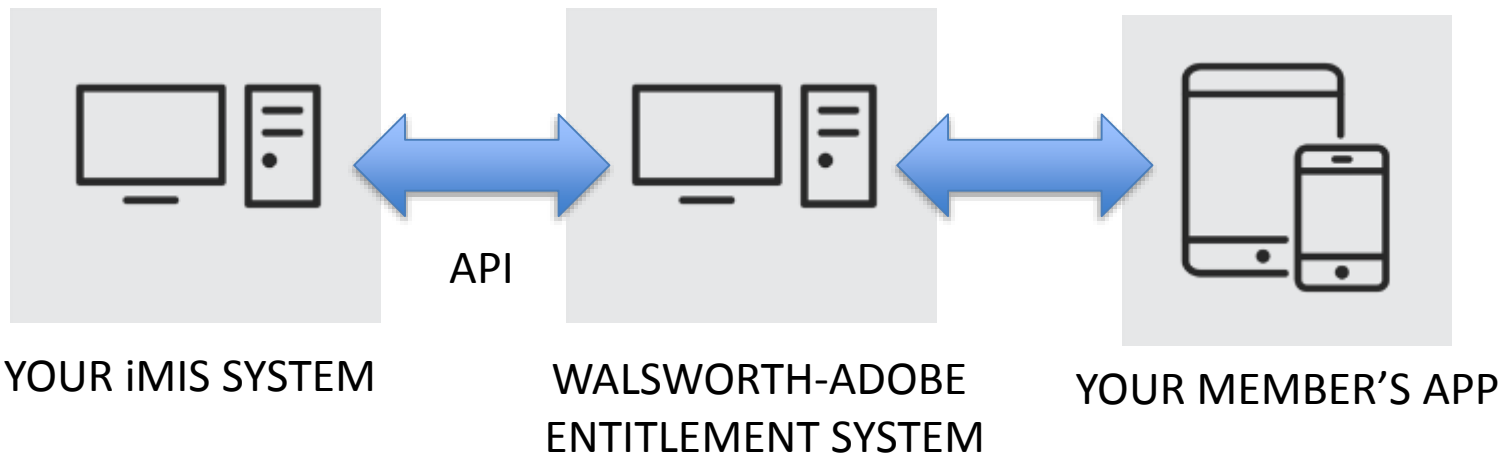 API
YOUR iMIS SYSTEM
WALSWORTH-ADOBE
ENTITLEMENT SYSTEM
YOUR MEMBER’S APP